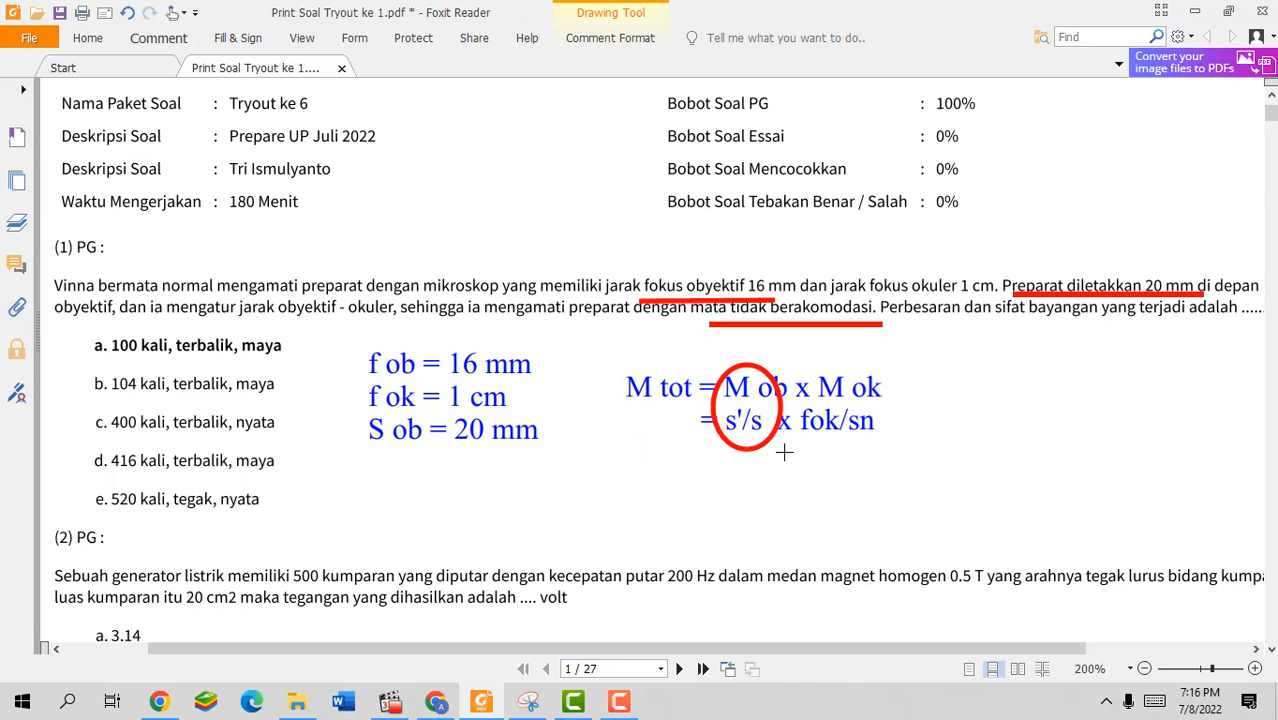 Print Soal Tryout ke 1.pdf * - Foxit Reader
Drawing Tool
File Home Comment Fill & Sign View Form Protect Share Help Comment Format Tell me what you want to do.. Find
Start Print Soal Tryout ke 1....
Convert your
image files to PDFs
Nama Paket Soal : Tryout ke 6 Bobot Soal PG : 100%
Deskripsi Soal : Prepare UP Juli 2022 Bobot Soal Essai : 0%
Deskripsi Soal : Tri Ismulyanto Bobot Soal Mencocokkan : 0%
Waktu Mengerjakan : 180 Menit Bobot Soal Tebakan Benar / Salah : 0%
(1) PG :
Vinna bermata normal mengamati preparat dengan mikroskop yang memiliki jarak fokus obyektif 16 mm dan jarak fokus okuler 1 cm. Preparat diletakkan 20 mm di depan
obyektif, dan ia mengatur jarak obyektif - okuler, sehingga ia mengamati preparat dengan mata tidak berakomodasi. Perbesaran dan sifat bayangan yang terjadi adalah ......
a. 100 kali, terbalik, maya
b. 104 kali, terbalik, maya
c. 400 kali, terbalik, nyata
d. 416 kali, terbalik, maya
e. 520 kali, tegak, nyata
f ob = 16 mm
f ok = 1 cm
S ob = 20 mm
M tot = M ob x M ok
= s'/s x fok/sn
(2) PG :
Sebuah generator listrik memiliki 500 kumparan yang diputar dengan kecepatan putar 200 Hz dalam medan magnet homogen 0.5 T yang arahnya tegak lurus bidang kumpa
luas kumparan itu 20 cm2 maka tegangan yang dihasilkan adalah .... volt
a. 3.14
1 / 27 200%
7:16 PM
7/8/2022